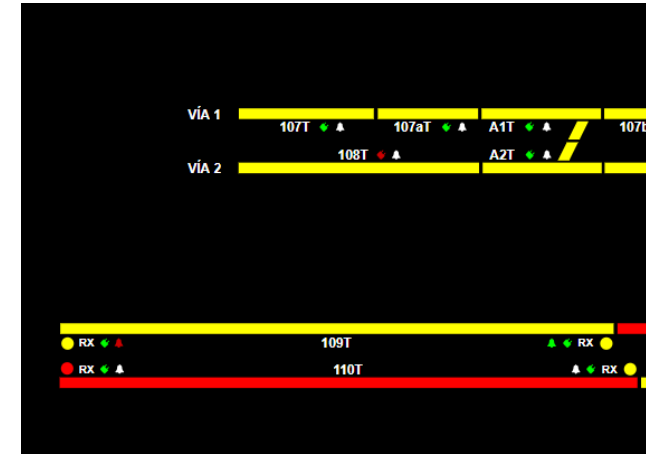 VÍA 1
107T 107aT A1T 107b
108T A2T
VÍA 2
RX 109T RX
RX 110T RX